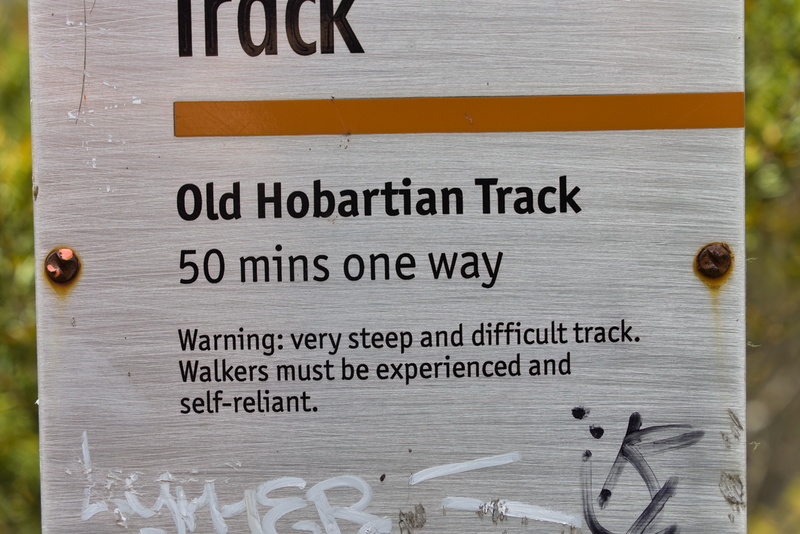 Track
Old Hobartian Track
50 mins one way
Warning: very steep and difficult track.
Walkers must be experienced and
self-reliant.